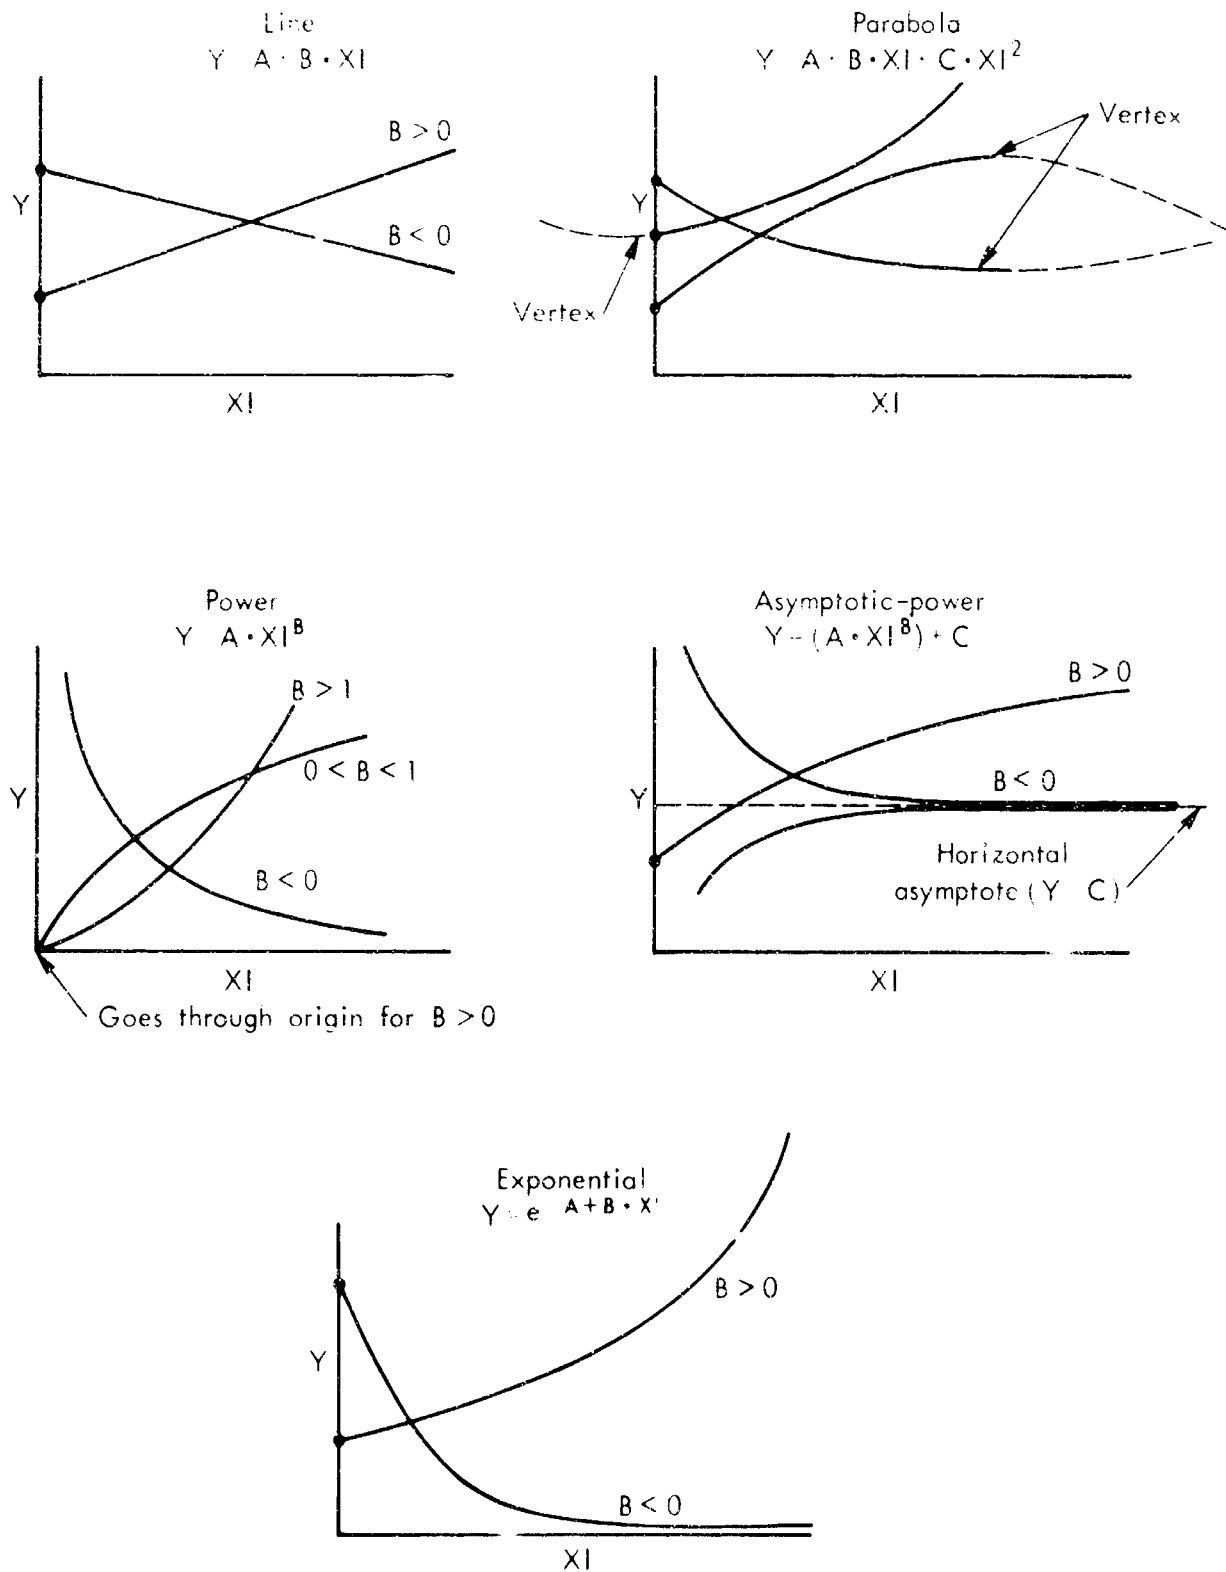 Line
Y A · B · XI
B > 0
Y
B < 0
XI
Parabola
Y A · B · XI · C · XI²
Vertex
Y
Vertex
XI
Power
Y A · XI^B
B > 1
0 < B < 1
Y
B < 0
XI
Goes through origin for B > 0
Asymptotic-power
Y - (A · XI^B) + C
B > 0
Y
B < 0
Horizontal
asymptote (Y C)
XI
Exponential
Y = e^A+B · X'
B > 0
Y
B < 0
XI